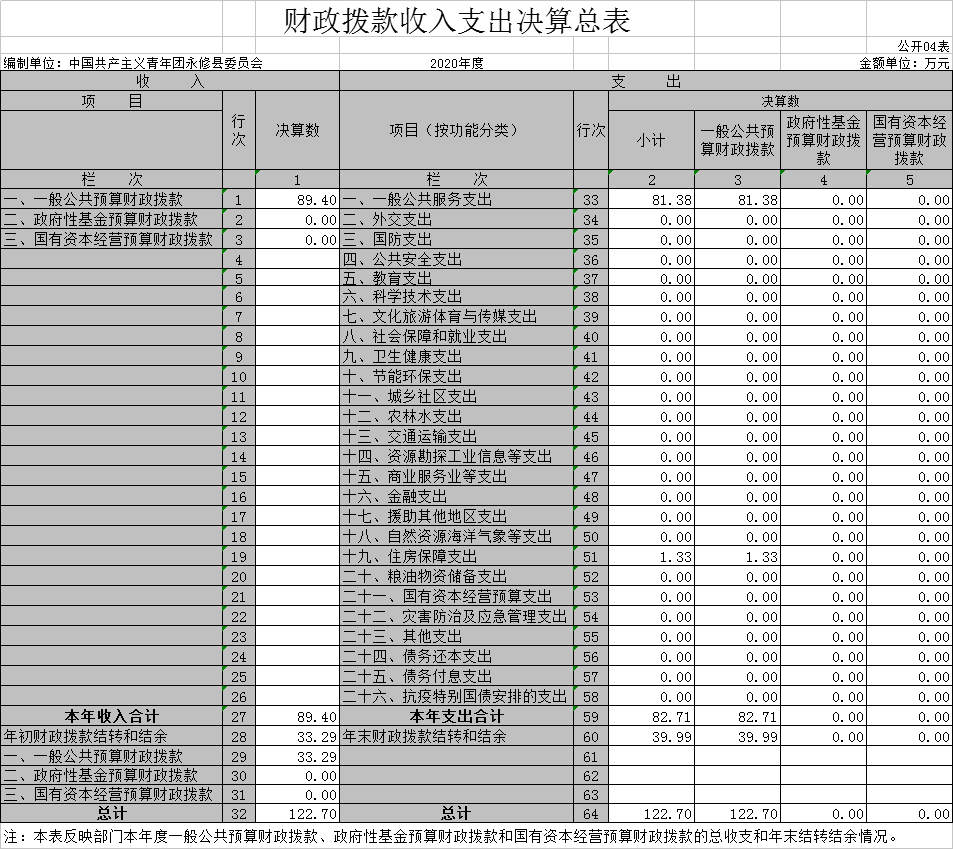 财政拨款收入支出决算总表
公开04表
编制单位：中国共产主义青年团永修县委员会 2020年度 金额单位：万元
收 入 支 出
项 目 行次 决算数 项目（按功能分类） 行次 决算数
小计 一般公共预算财政拨款 政府性基金预算财政拨款 国有资本经营预算财政拨款
栏 次 1 栏 次 2 3 4 5
一、一般公共预算财政拨款 1 89.40 一、一般公共服务支出 33 81.38 81.38 0.00 0.00
二、政府性基金预算财政拨款 2 0.00 二、外交支出 34 0.00 0.00 0.00 0.00
三、国有资本经营预算财政拨款 3 0.00 三、国防支出 35 0.00 0.00 0.00 0.00
4 四、公共安全支出 36 0.00 0.00 0.00 0.00
5 五、教育支出 37 0.00 0.00 0.00 0.00
6 六、科学技术支出 38 0.00 0.00 0.00 0.00
7 七、文化旅游体育与传媒支出 39 0.00 0.00 0.00 0.00
8 八、社会保障和就业支出 40 0.00 0.00 0.00 0.00
9 九、卫生健康支出 41 0.00 0.00 0.00 0.00
10 十、节能环保支出 42 0.00 0.00 0.00 0.00
11 十一、城乡社区支出 43 0.00 0.00 0.00 0.00
12 十二、农林水支出 44 0.00 0.00 0.00 0.00
13 十三、交通运输支出 45 0.00 0.00 0.00 0.00
14 十四、资源勘探工业信息等支出 46 0.00 0.00 0.00 0.00
15 十五、商业服务业等支出 47 0.00 0.00 0.00 0.00
16 十六、金融支出 48 0.00 0.00 0.00 0.00
17 十七、援助其他地区支出 49 0.00 0.00 0.00 0.00
18 十八、自然资源海洋气象等支出 50 0.00 0.00 0.00 0.00
19 十九、住房保障支出 51 1.33 1.33 0.00 0.00
20 二十、粮油物资储备支出 52 0.00 0.00 0.00 0.00
21 二十一、国有资本经营预算支出 53 0.00 0.00 0.00 0.00
22 二十二、灾害防治及应急管理支出 54 0.00 0.00 0.00 0.00
23 二十三、其他支出 55 0.00 0.00 0.00 0.00
24 二十四、债务还本支出 56 0.00 0.00 0.00 0.00
25 二十五、债务付息支出 57 0.00 0.00 0.00 0.00
26 二十六、抗疫特别国债安排的支出 58 0.00 0.00 0.00 0.00
本年收入合计 27 89.40 本年支出合计 59 82.71 82.71 0.00 0.00
年初财政拨款结转和结余 28 33.29 年末财政拨款结转和结余 60 39.99 39.99 0.00 0.00
一、一般公共预算财政拨款 29 33.29 61
二、政府性基金预算财政拨款 30 0.00 62
三、国有资本经营预算财政拨款 31 0.00 63
总计 32 122.70 总计 64 122.70 122.70 0.00 0.00
注：本表反映部门本年度一般公共预算财政拨款、政府性基金预算财政拨款和国有资本经营预算财政拨款的总收支和年末结转结余情况。